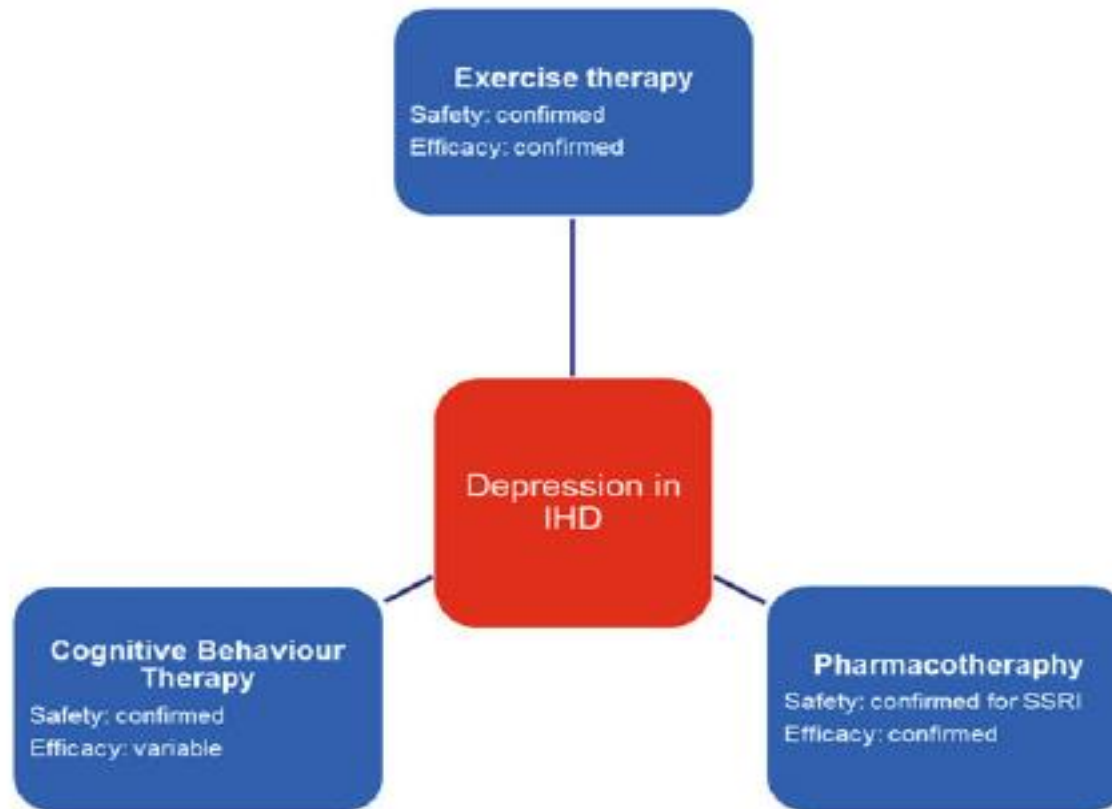 Exercise therapy
Safety: confirmed
Efficacy: confirmed
Depression in
IHD
Cognitive Behaviour
Therapy
Safety: confirmed
Efficacy: variable
Pharmacotheraphy
Safety: confirmed for SSRI
Efficacy: confirmed